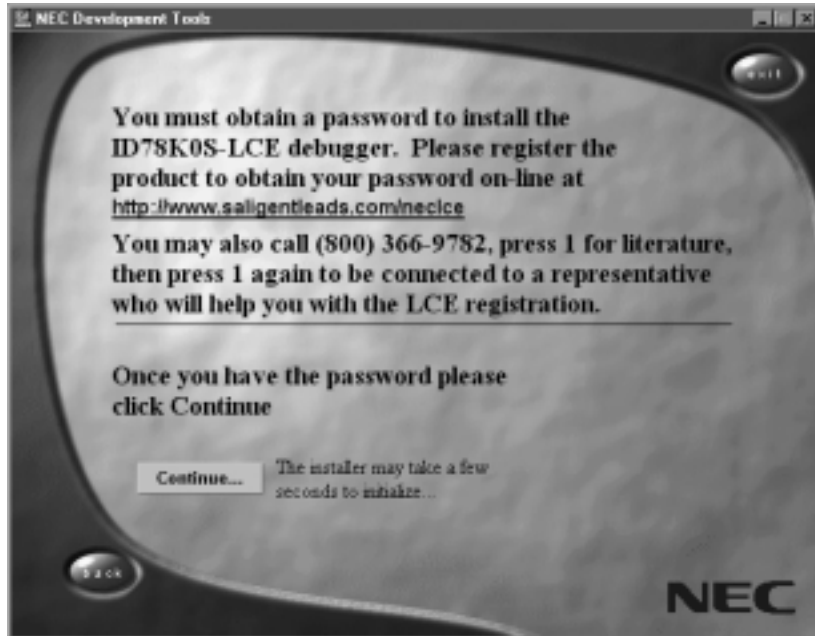 NEC Development Tools
exit
You must obtain a password to install the
ID78K0S-LCE debugger. Please register the
product to obtain your password on-line at
http://www.saligentleads.com/neclce
You may also call (800) 366-9782, press 1 for literature,
then press 1 again to be connected to a representative
who will help you with the LCE registration.
Once you have the password please
click Continue
Continue...
The installer may take a few
seconds to initialize...
back
NEC